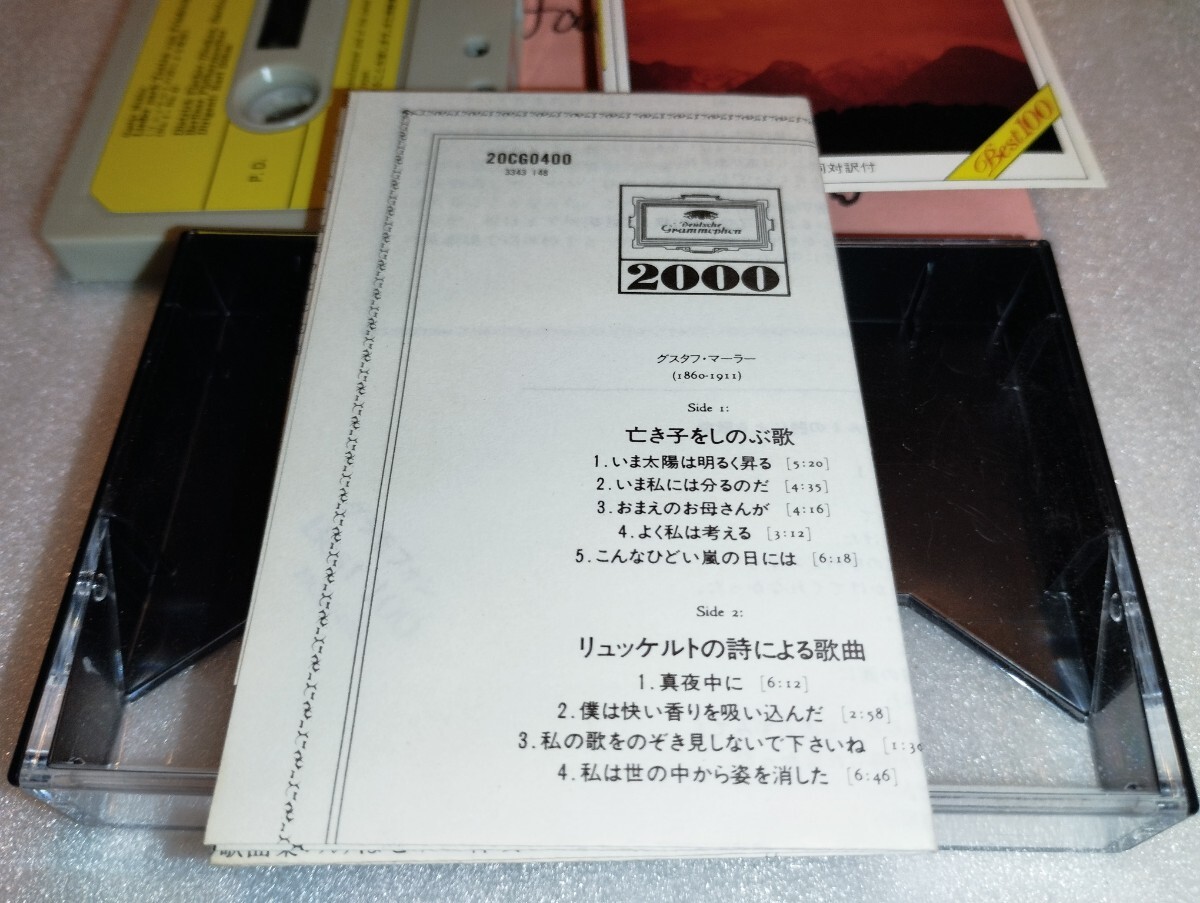 P.D.
Best100
対訳付
20CG0400
3343 148
Deutsche
Grammophon
2000
グスタフ・マーラー
(1860-1911)
Side 1:
亡き子をしのぶ歌
1.いま太陽は明るく昇る [5:20]
2.いま私には分るのだ [4:35]
3.おまえのお母さんが [4:16]
4.よく私は考える [3:12]
5.こんなひどい嵐の日には [6:18]
Side 2:
リュッケルトの詩による歌曲
1.真夜中に [6:12]
2.僕は快い香りを吸い込んだ [2:58]
3.私の歌をのぞき見しないで下さいね [1:30
4.私は世の中から姿を消した [6:46]